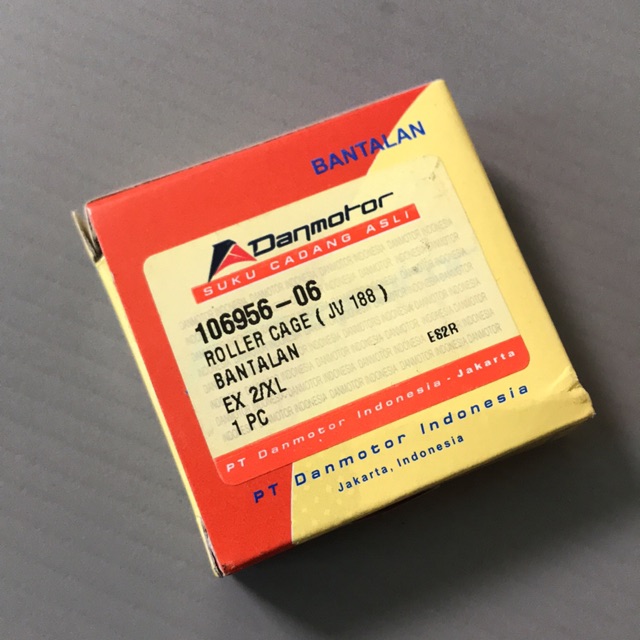 BANTALAN
Danmotor
SUKU CADANG ASLI
106956-06
ROLLER CAGE ( JV 188 )
BANTALAN
EX 2/XL
1 PC
E82R
PT Danmotor Indonesia - Jakarta
PT Danmotor Indonesia
Jakarta, Indonesia